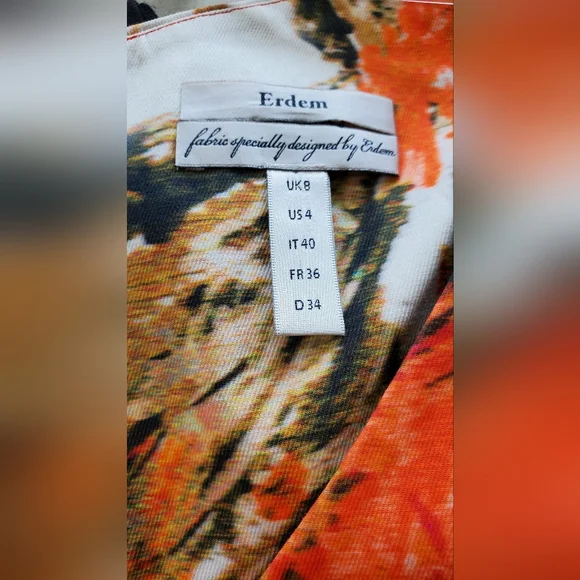 Erdem
fabric specially designed by Erdem
UK8
US4
IT40
FR36
D34